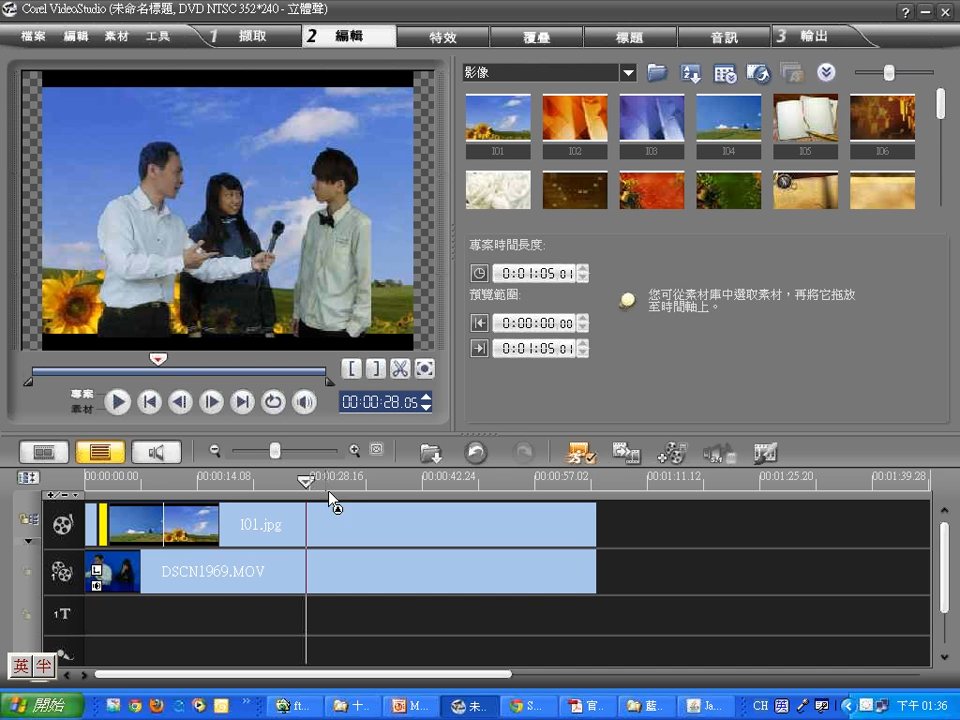 Corel VideoStudio (未命名標題, DVD NTSC 352*240 - 立體聲)
檔案 編輯 素材 工具 1 擷取 2 編輯 特效 覆疊 標題 音訊 3 輸出
影像
I01 I02 I03 I04 I05 I06
專案時間長度:
0:01:05 01
預覽範圍:
0:00:00 00
0:01:05 01
您可從素材庫中選取素材，再將它拖放
至時間軸上。
專案
素材
00:00:28.05
00:00:00.00 00:00:14.08 00:00:28.16 00:00:42.24 00:00:57.02 00:01:11.12 00:01:25.20 00:01:39.28
I01.jpg
DSCN1969.MOV
1T
英 半
開始 ft... 十... M... 未... S... 官... 藍... Ja... CH 下午 01:36